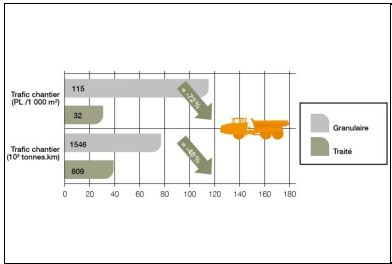 Trafic chantier
(PL /1 000 m²)
115
32
≈ -72 %
Trafic chantier
(10³ tonnes.km)
1546
809
≈ -48 %
0 20 40 60 80 100 120 140 160 180
Granulaire
Traité